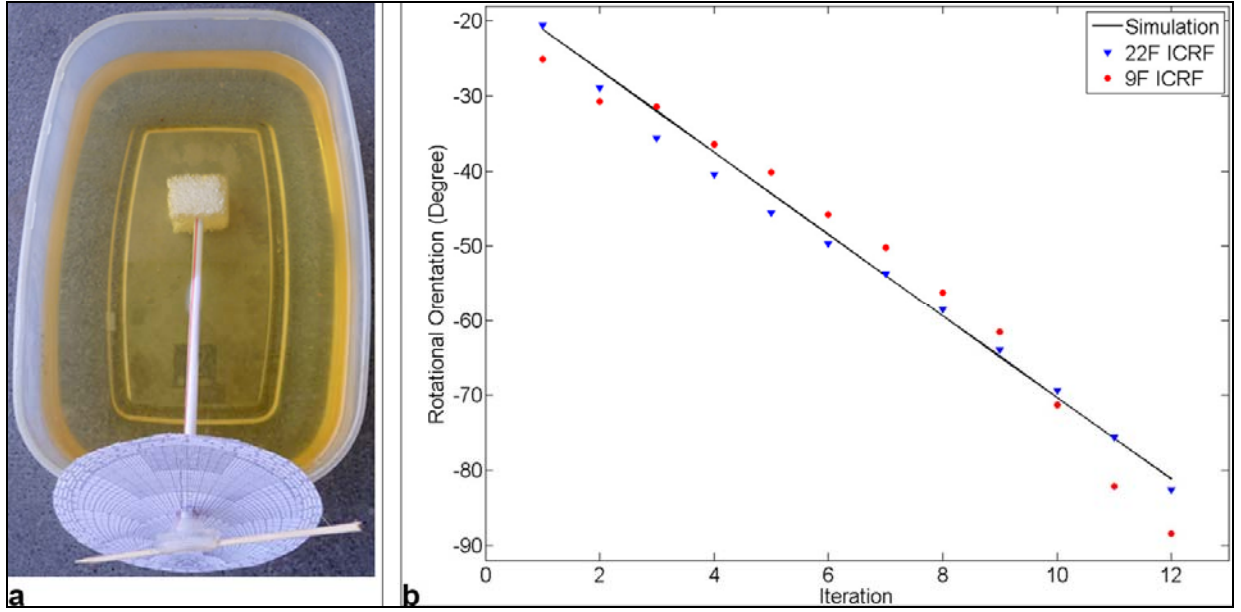 a
b
-20
-30
-40
-50
-60
-70
-80
-90
Rotational Orentation (Degree)
0
2
4
6
8
10
12
Iteration
Simulation
22F ICRF
9F ICRF